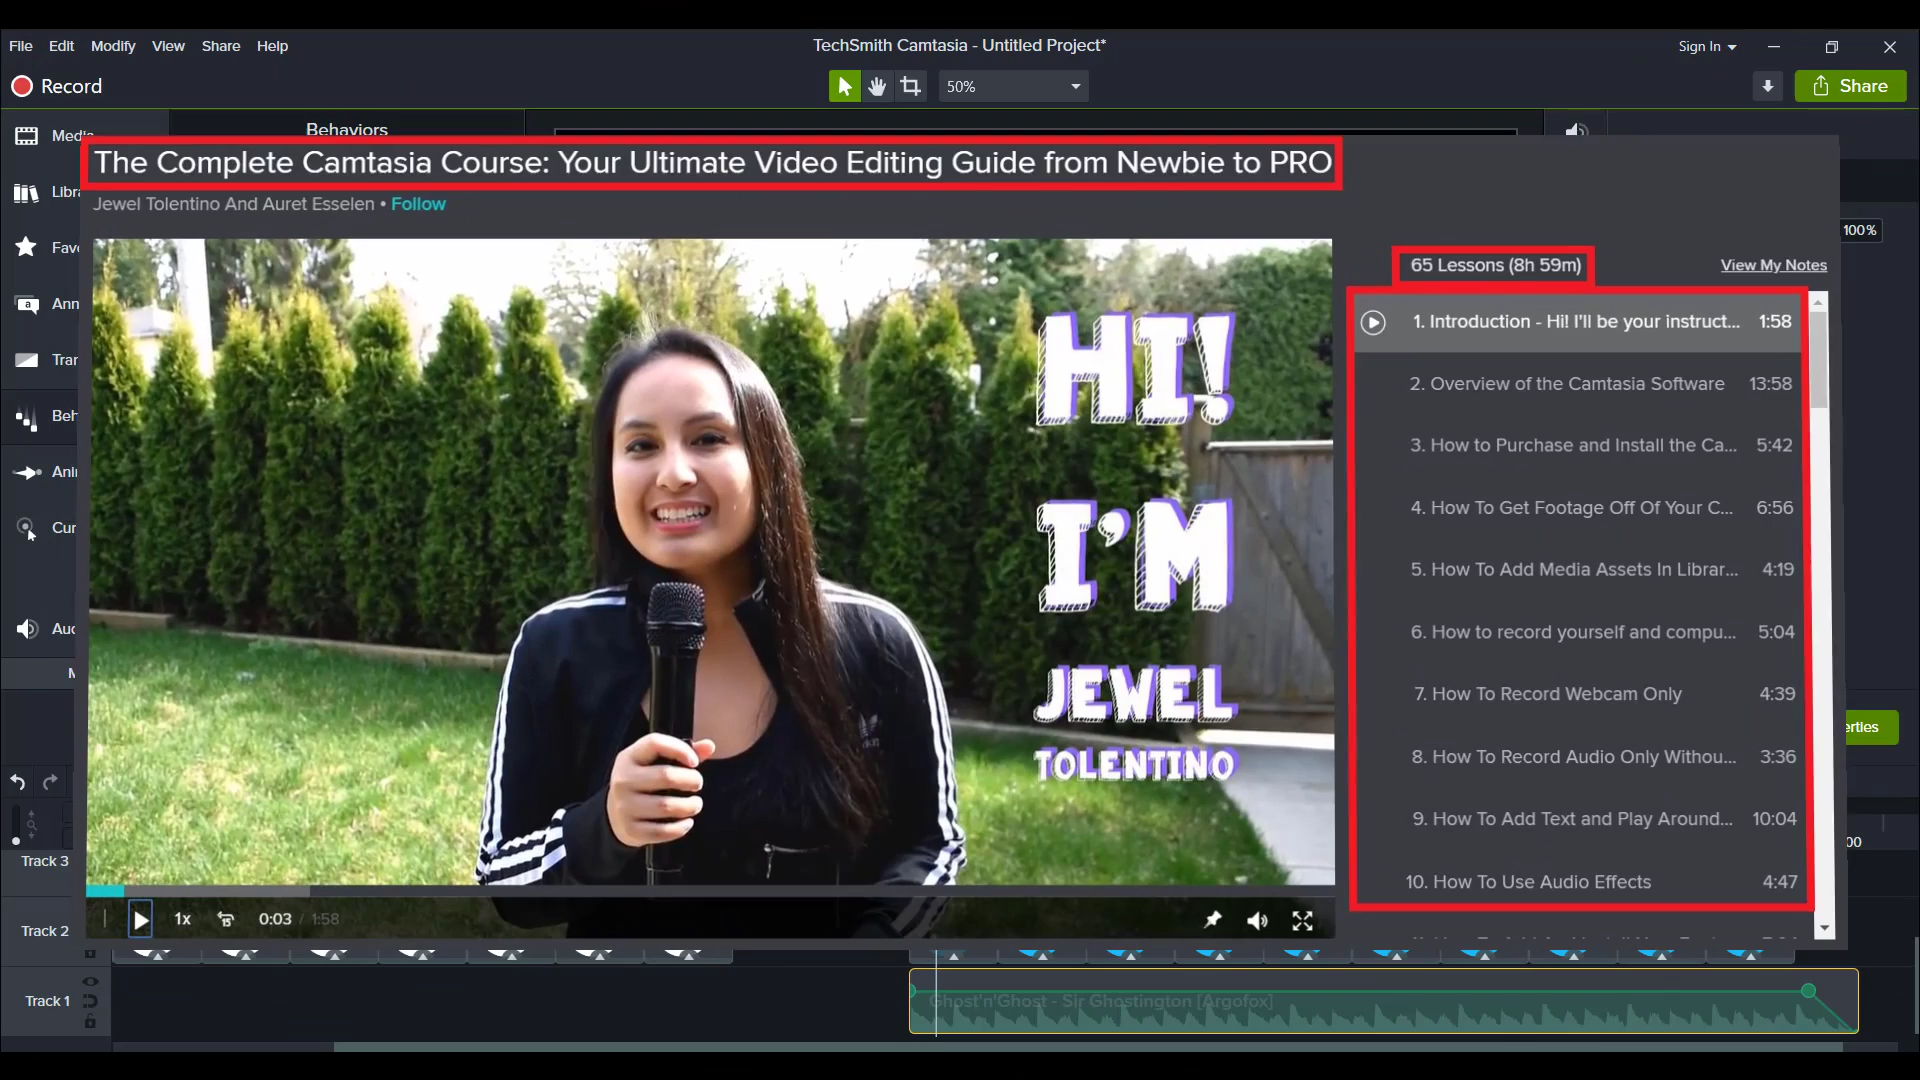 File Edit Modify View Share Help
TechSmith Camtasia - Untitled Project*
Sign In
Record
50%
Share
Behaviors
The Complete Camtasia Course: Your Ultimate Video Editing Guide from Newbie to PRO
Jewel Tolentino And Auret Esselen • Follow
100%
65 Lessons (8h 59m)
View My Notes
1. Introduction - Hi! I'll be your instruct... 1:58
2. Overview of the Camtasia Software 13:58
3. How to Purchase and Install the Ca... 5:42
4. How To Get Footage Off Of Your C... 6:56
5. How To Add Media Assets In Librar... 4:19
6. How to record yourself and compu... 5:04
7. How To Record Webcam Only 4:39
8. How To Record Audio Only Withou... 3:36
9. How To Add Text and Play Around... 10:04
10. How To Use Audio Effects 4:47
HI!
I'M
JEWEL
TOLENTINO
1x
15
0:03 / 1:58
Track 3
Track 2
Track 1
Ghost'n'Ghost - Sir Ghostington [Argofox]